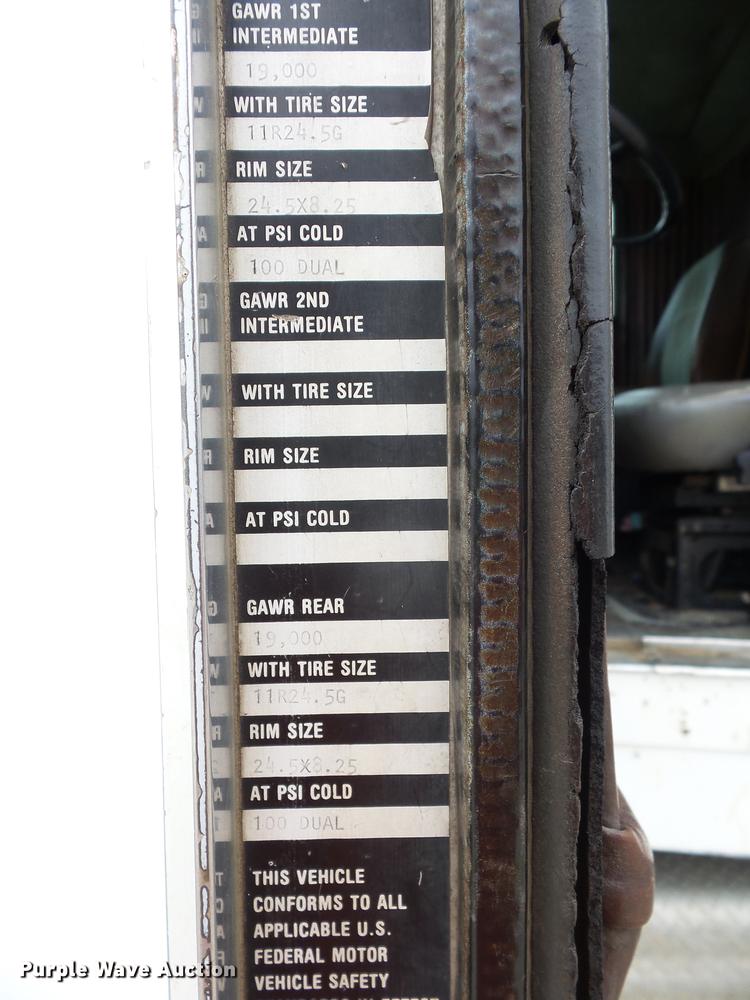 GAWR 1ST
INTERMEDIATE
19,000
WITH TIRE SIZE
11R24.5G
RIM SIZE
24.5X8.25
AT PSI COLD
100 DUAL
GAWR 2ND
INTERMEDIATE
WITH TIRE SIZE
RIM SIZE
AT PSI COLD
GAWR REAR
19,000
WITH TIRE SIZE
11R24.5G
RIM SIZE
24.5X8.25
AT PSI COLD
100 DUAL
THIS VEHICLE
CONFORMS TO ALL
APPLICABLE U.S.
FEDERAL MOTOR
VEHICLE SAFETY
Purple Wave Auction